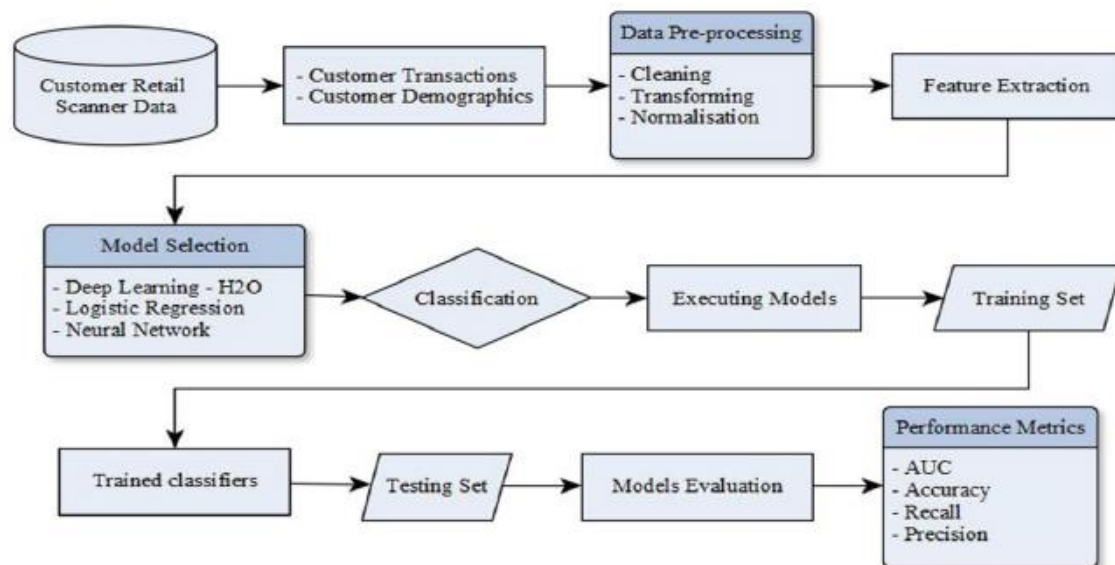 Customer Retail
Scanner Data
- Customer Transactions
- Customer Demographics
Data Pre-processing
- Cleaning
- Transforming
- Normalisation
Feature Extraction
Model Selection
- Deep Learning - H2O
- Logistic Regression
- Neural Network
Classification
Executing Models
Training Set
Trained classifiers
Testing Set
Models Evaluation
Performance Metrics
- AUC
- Accuracy
- Recall
- Precision